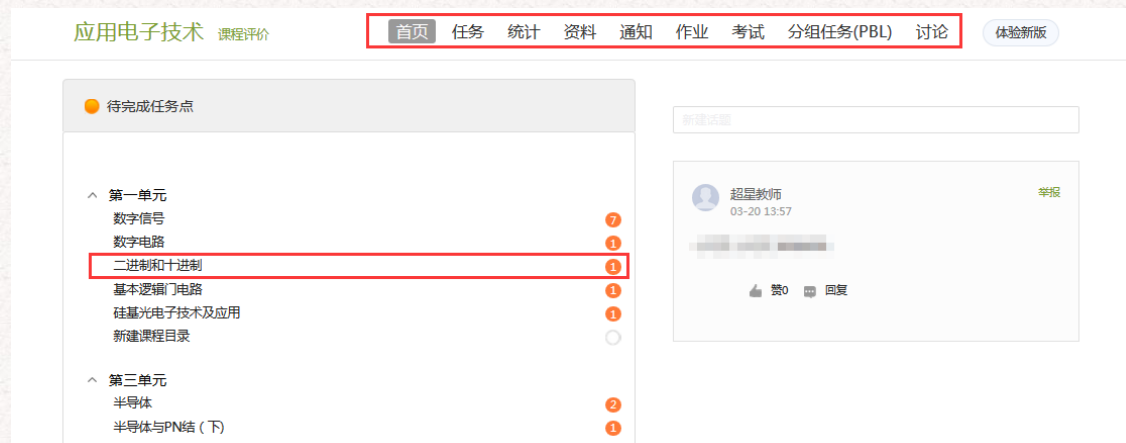 应用电子技术 课程评价
首页 任务 统计 资料 通知 作业 考试 分组任务(PBL) 讨论 体验新版
待完成任务点
第一单元
数字信号 7
数字电路 1
二进制和十进制 1
基本逻辑门电路 1
硅基光电子技术及应用 1
新建课程目录
第三单元
半导体 2
半导体与PN结（下） 1
新建话题
超星教师 举报
03-20 13:57
赞0 回复